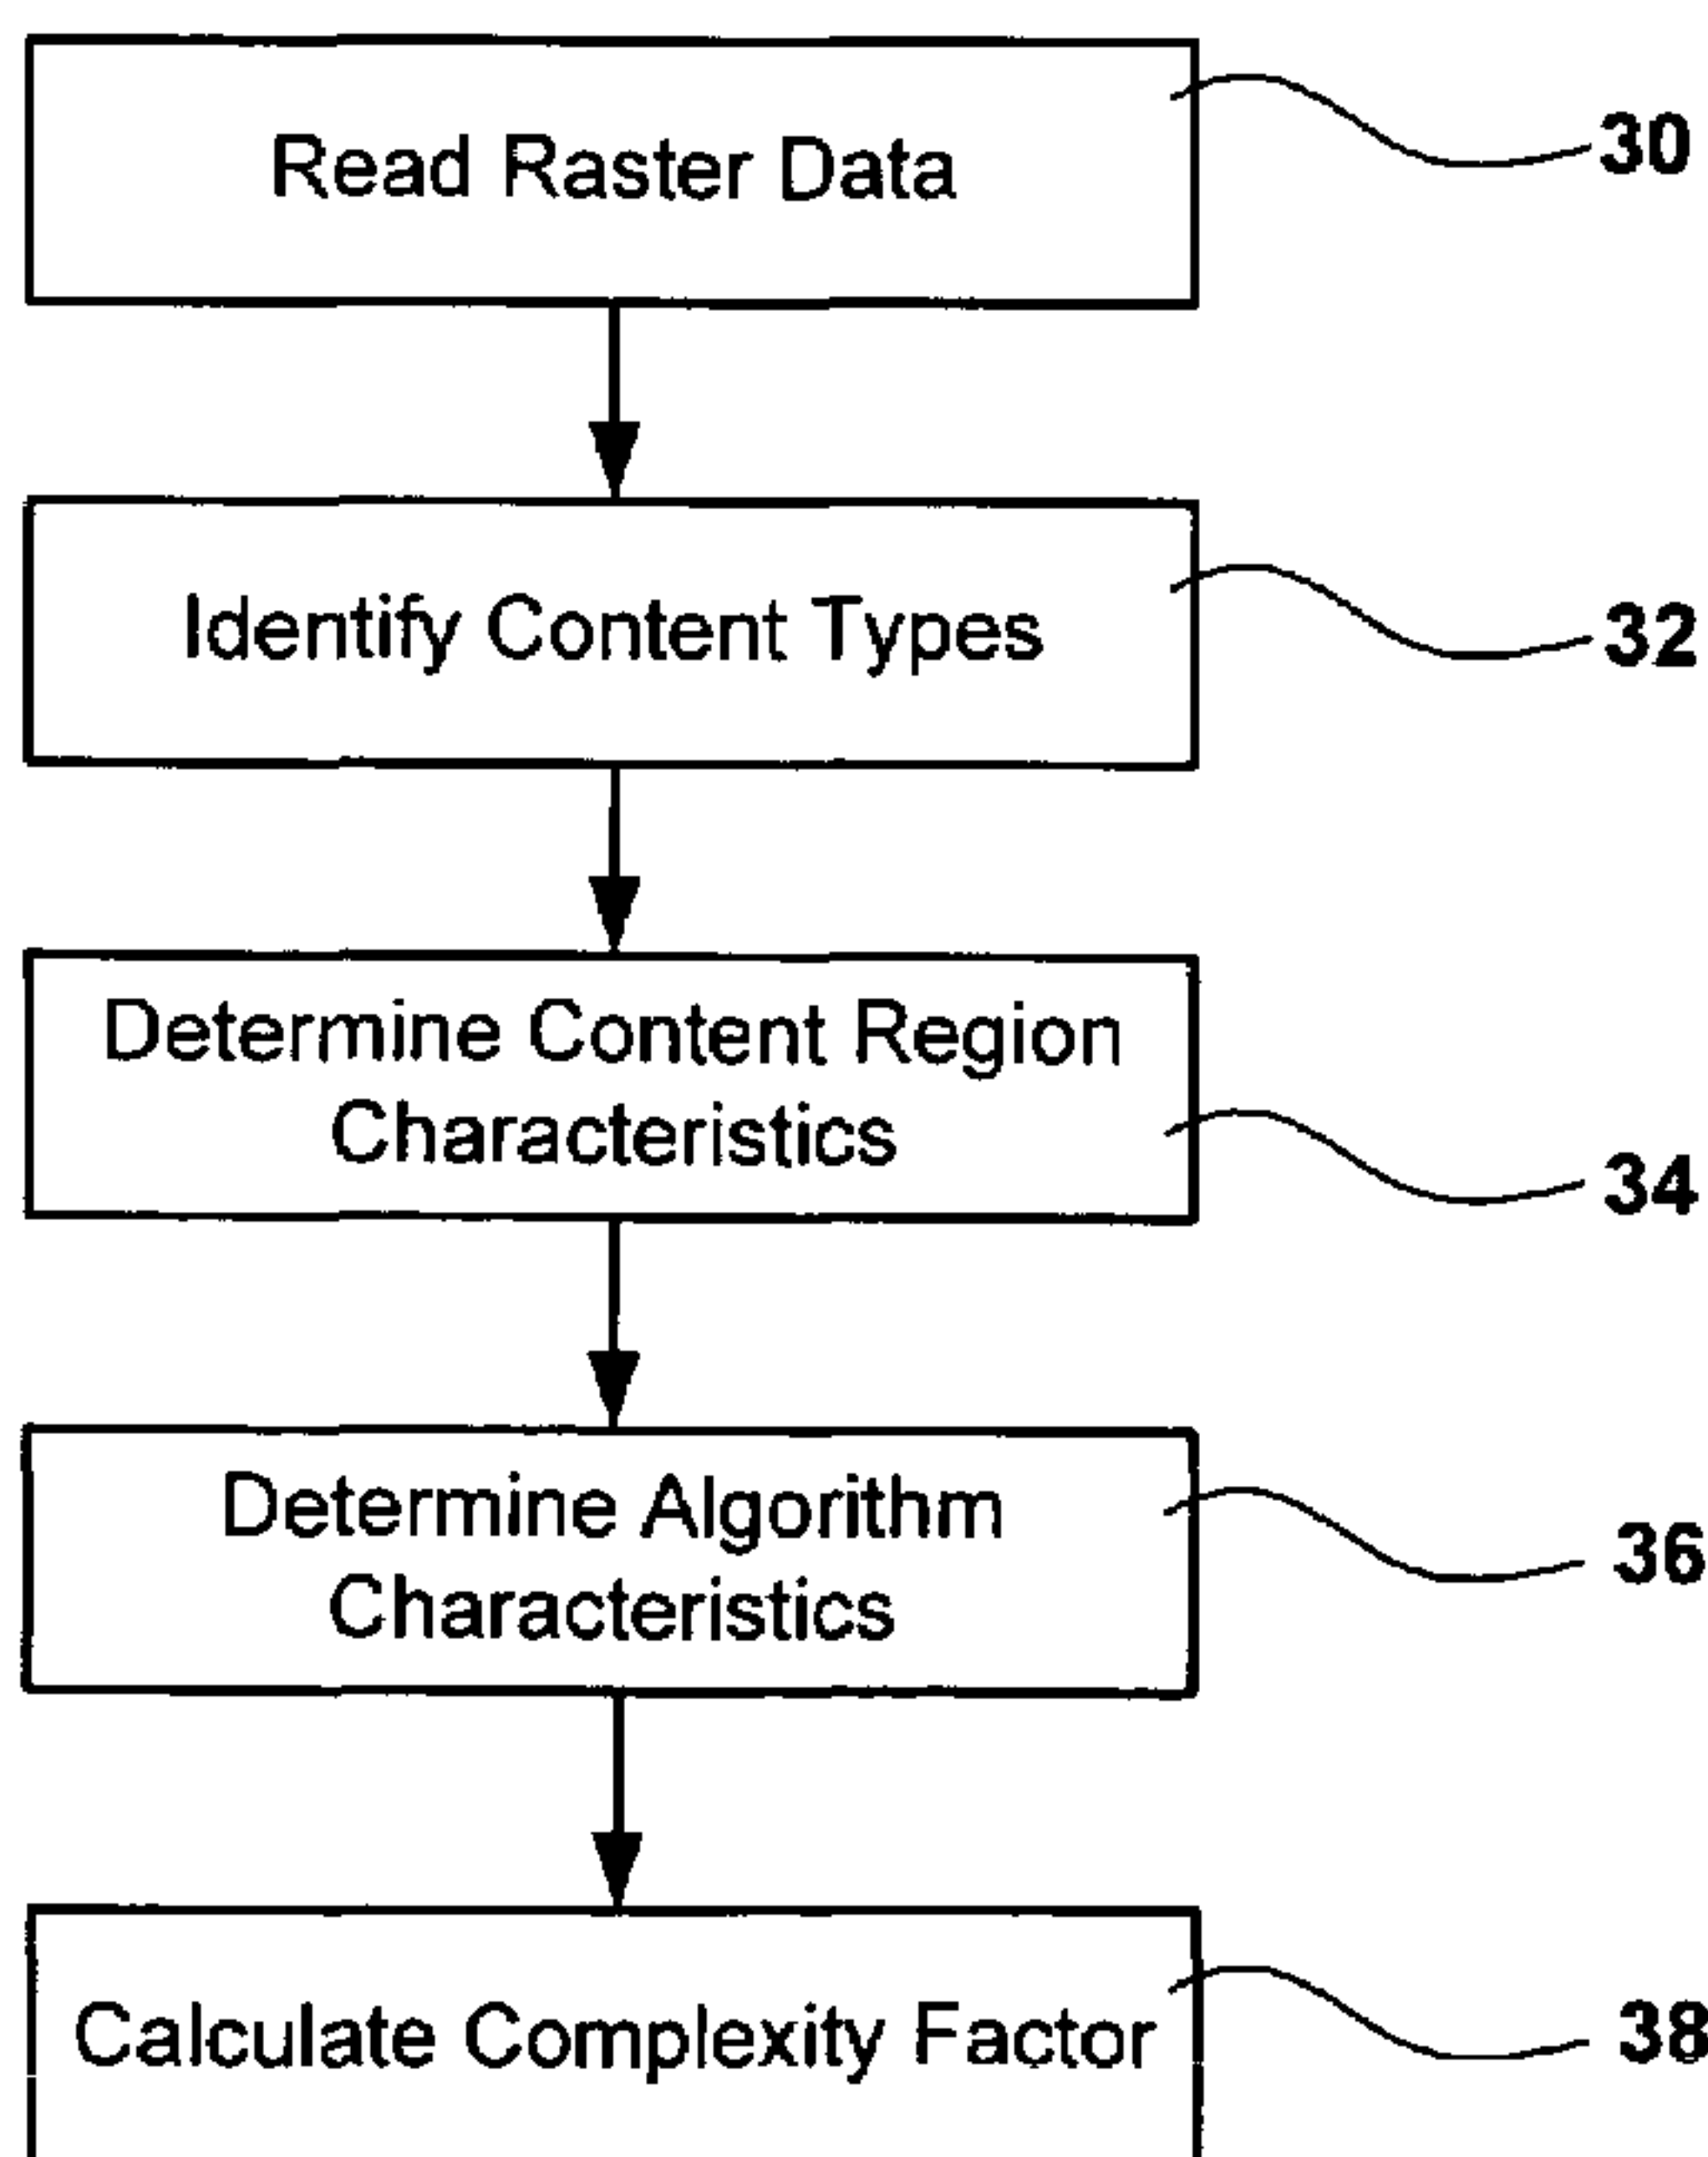 Read Raster Data
30
Identify Content Types
32
Determine Content Region
Characteristics
34
Determine Algorithm
Characteristics
36
Calculate Complexity Factor
38